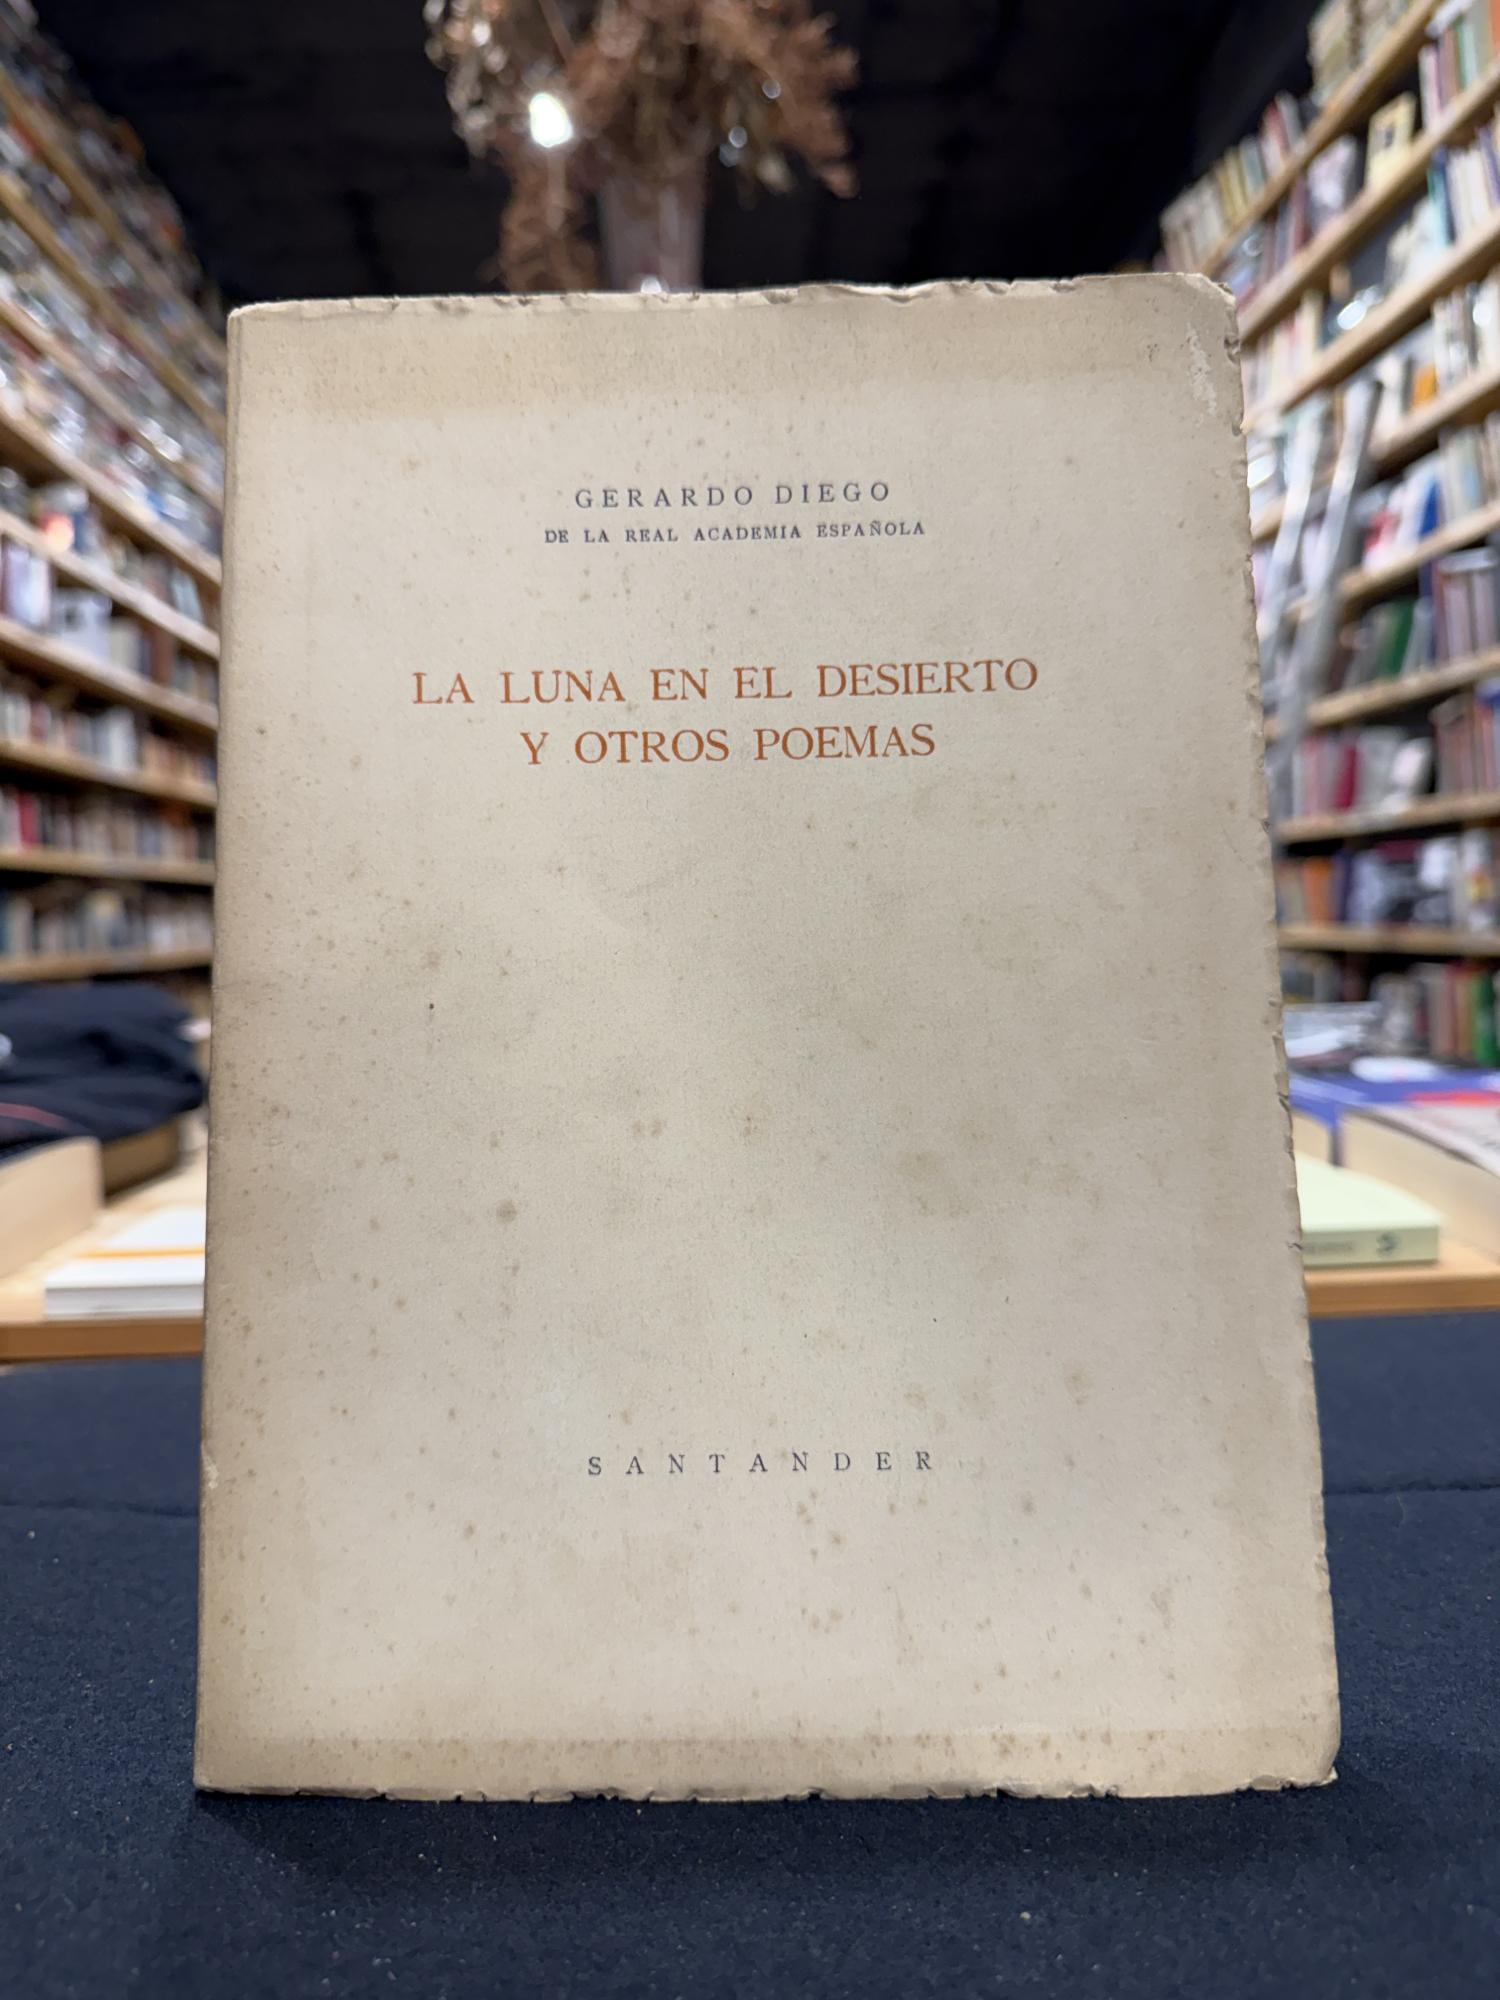 GERARDO DIEGO
DE LA REAL ACADEMIA ESPAÑOLA
LA LUNA EN EL DESIERTO
Y OTROS POEMAS
SANTANDER